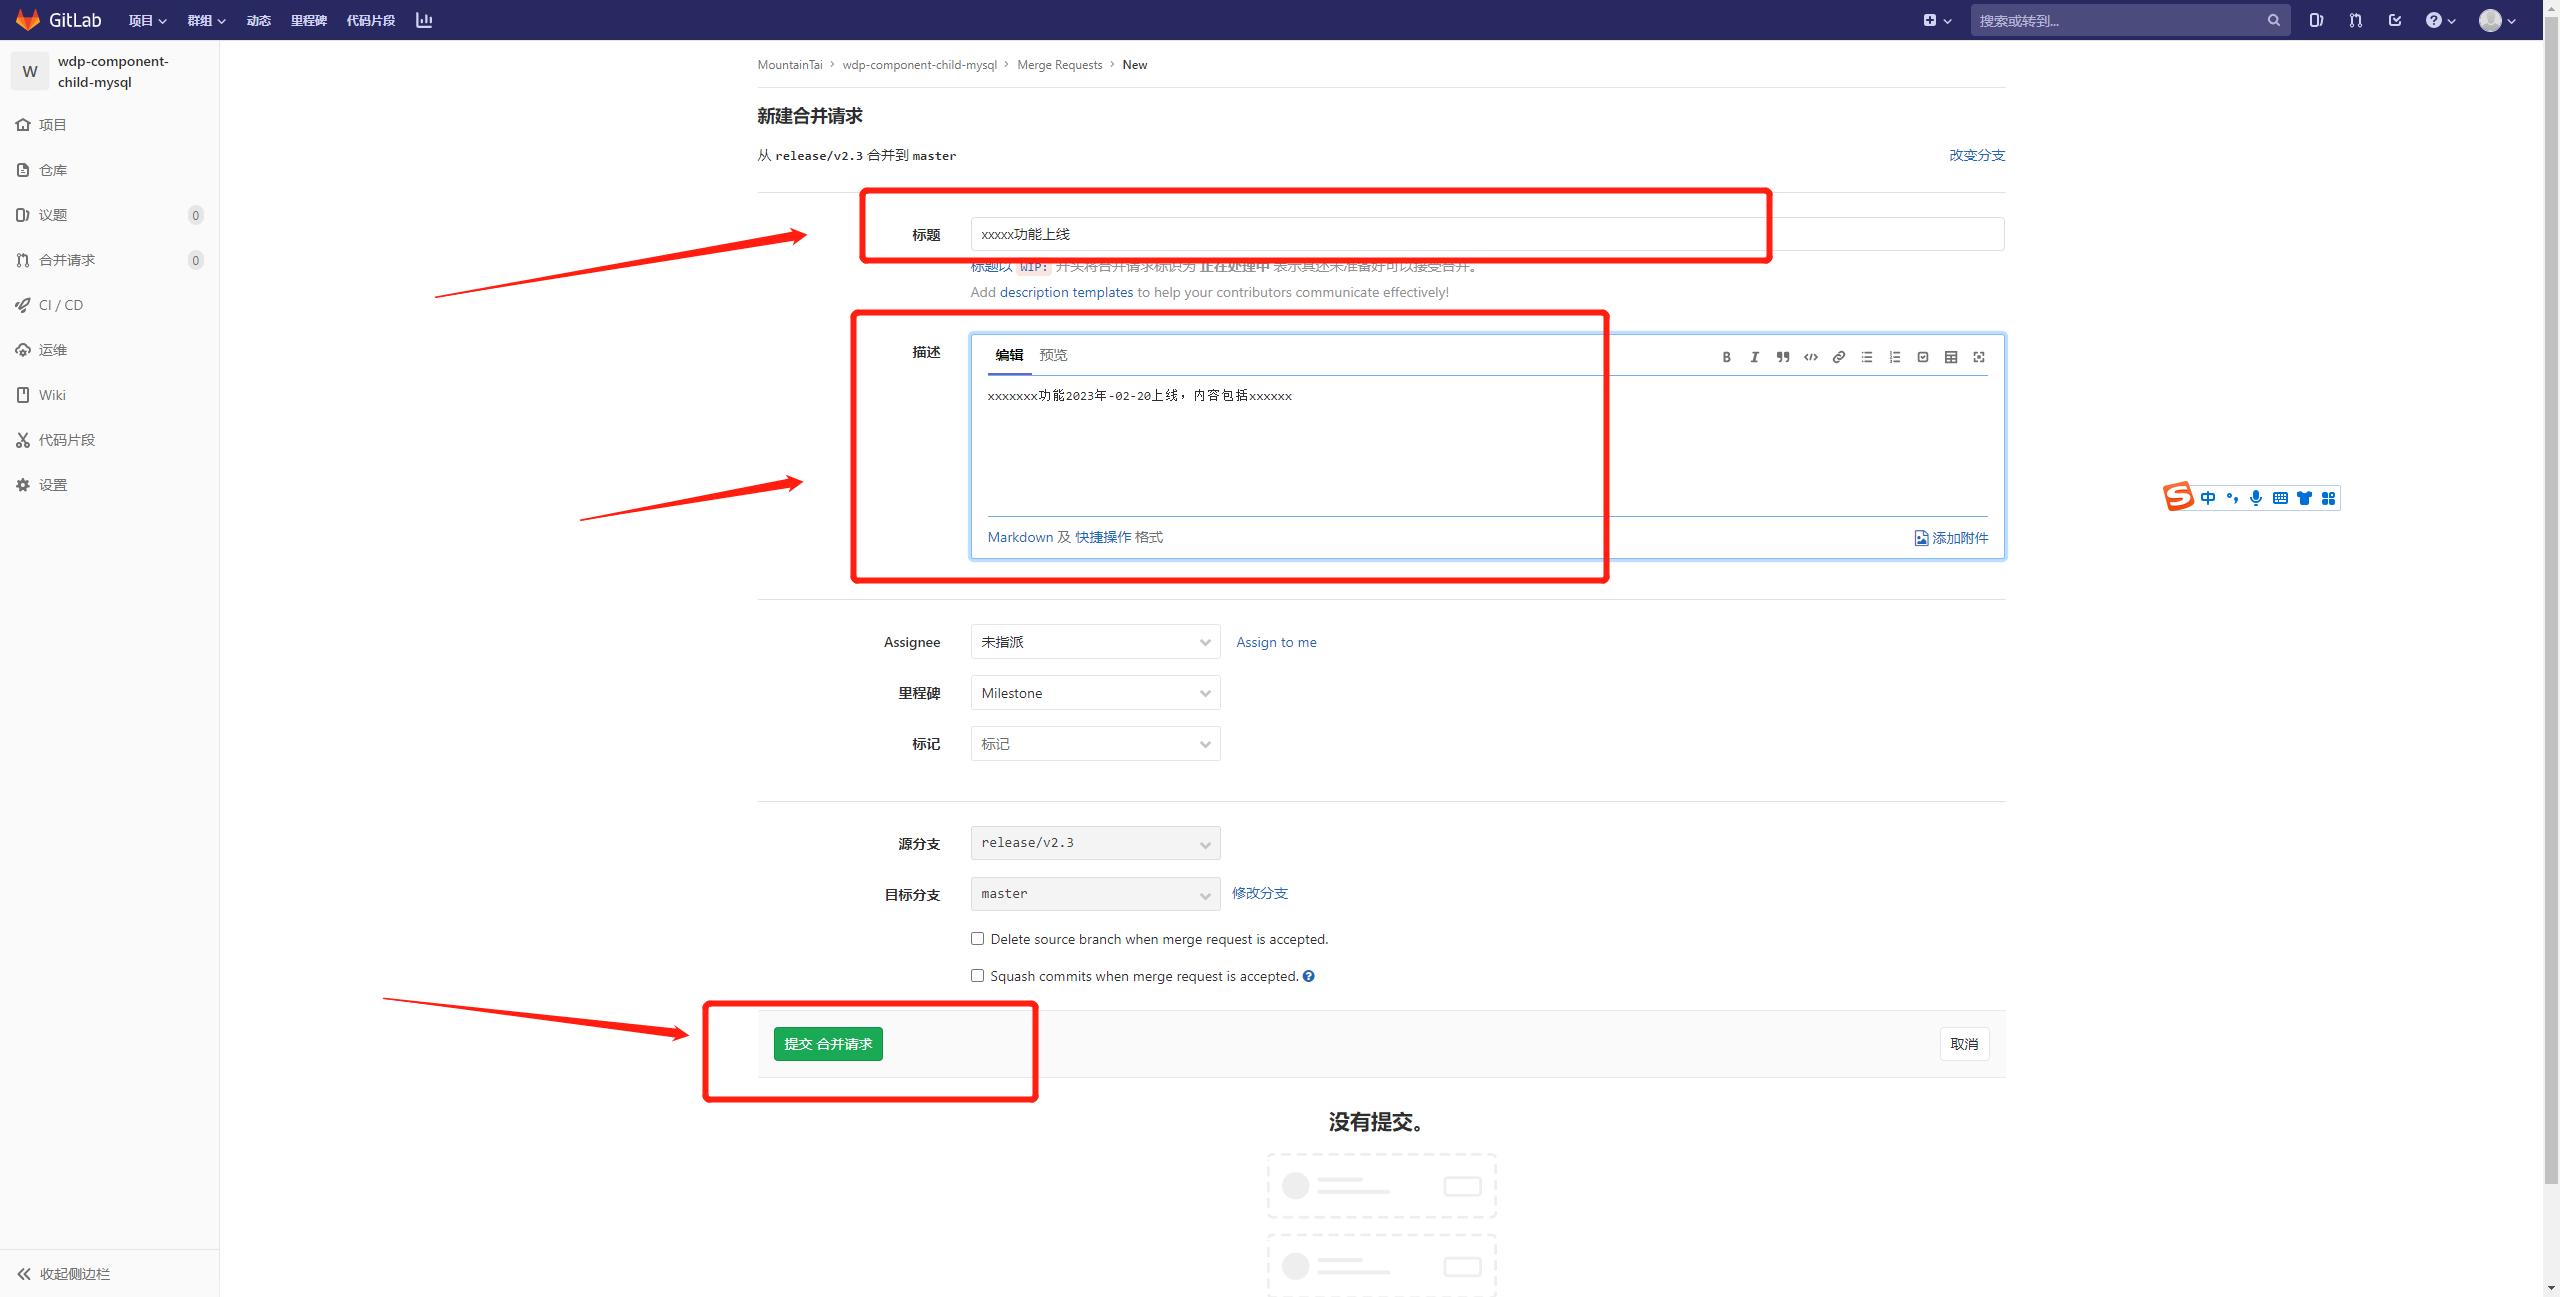 GitLab 项目 群组 动态 里程碑 代码片段 搜索或转到...
W wdp-component-child-mysql
项目
仓库
议题 0
合并请求 0
CI / CD
运维
Wiki
代码片段
设置
收起侧边栏
MountainTai › wdp-component-child-mysql › Merge Requests › New
新建合并请求
从 release/v2.3 合并到 master 改变分支
标题 xxxxx功能上线
标题以 WIP: 开头将合并请求标识为 正在处理中 表示其还未准备好可以接受合并。
Add description templates to help your contributors communicate effectively!
描述 编辑 预览
xxxxxxx功能2023年-02-20上线，内容包括xxxxxx
Markdown 及 快捷操作 格式 添加附件
Assignee 未指派 Assign to me
里程碑 Milestone
标记 标记
源分支 release/v2.3
目标分支 master 修改分支
Delete source branch when merge request is accepted.
Squash commits when merge request is accepted.
提交 合并请求 取消
没有提交。
S 中